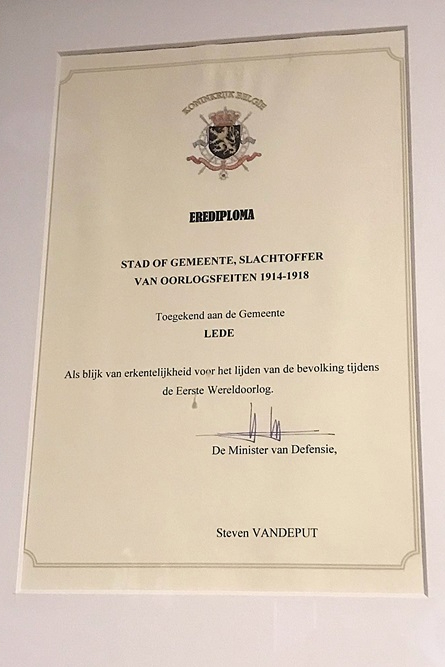 KONINKRIJK BELGIE
EREDIPLOMA
STAD OF GEMEENTE, SLACHTOFFER
VAN OORLOGSFEITEN 1914-1918
Toegekend aan de Gemeente
LEDE
Als blijk van erkentelijkheid voor het lijden van de bevolking tijdens
de Eerste Wereldoorlog.
De Minister van Defensie,
Steven VANDEPUT